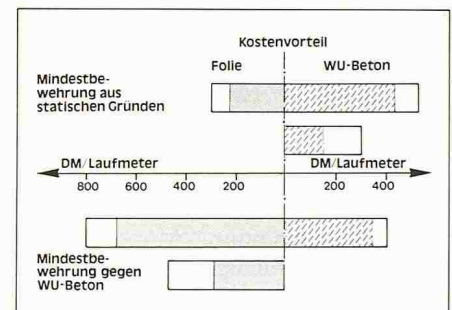 Kostenvorteil
Folie WU-Beton
Mindestbe-
wehrung aus
statischen Gründen
DM/Laufmeter DM/Laufmeter
800 600 400 200 200 400
Mindestbe-
wehrung gegen
WU-Beton